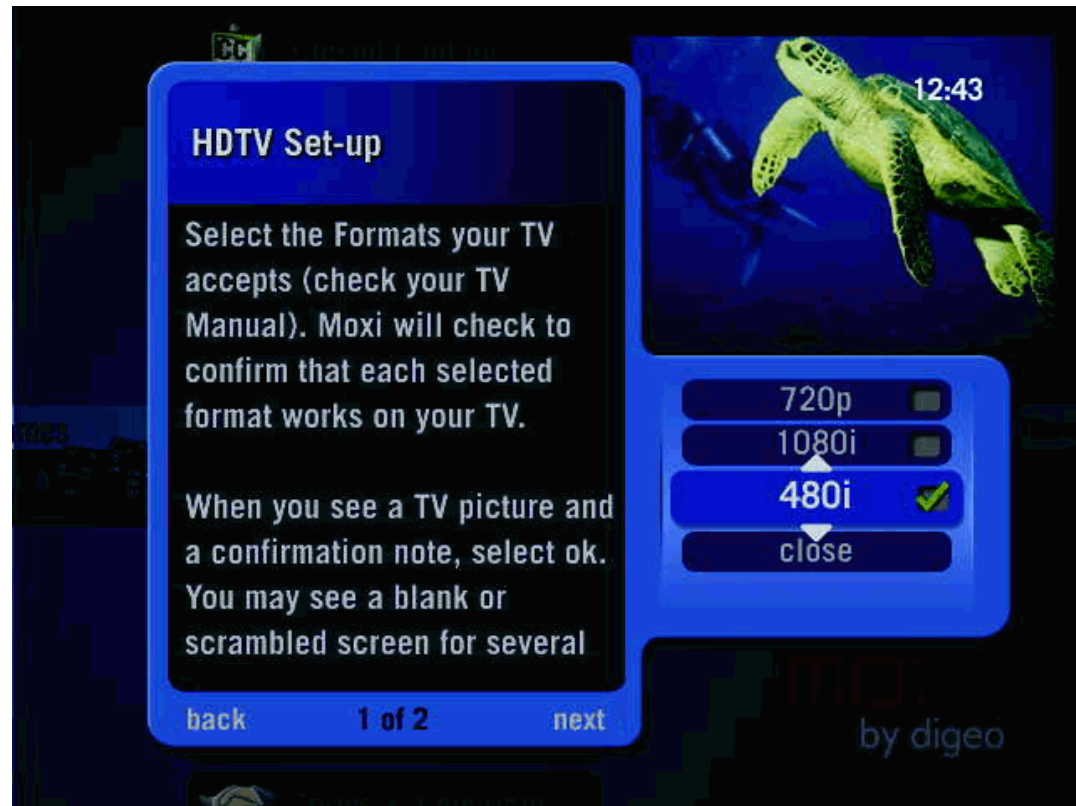 CC
12:43
HDTV Set-up
Select the Formats your TV
accepts (check your TV
Manual). Moxi will check to
confirm that each selected
format works on your TV.
When you see a TV picture and
a confirmation note, select ok.
You may see a blank or
scrambled screen for several
back 1 of 2 next
720p
1080i
480i
close
by digeo